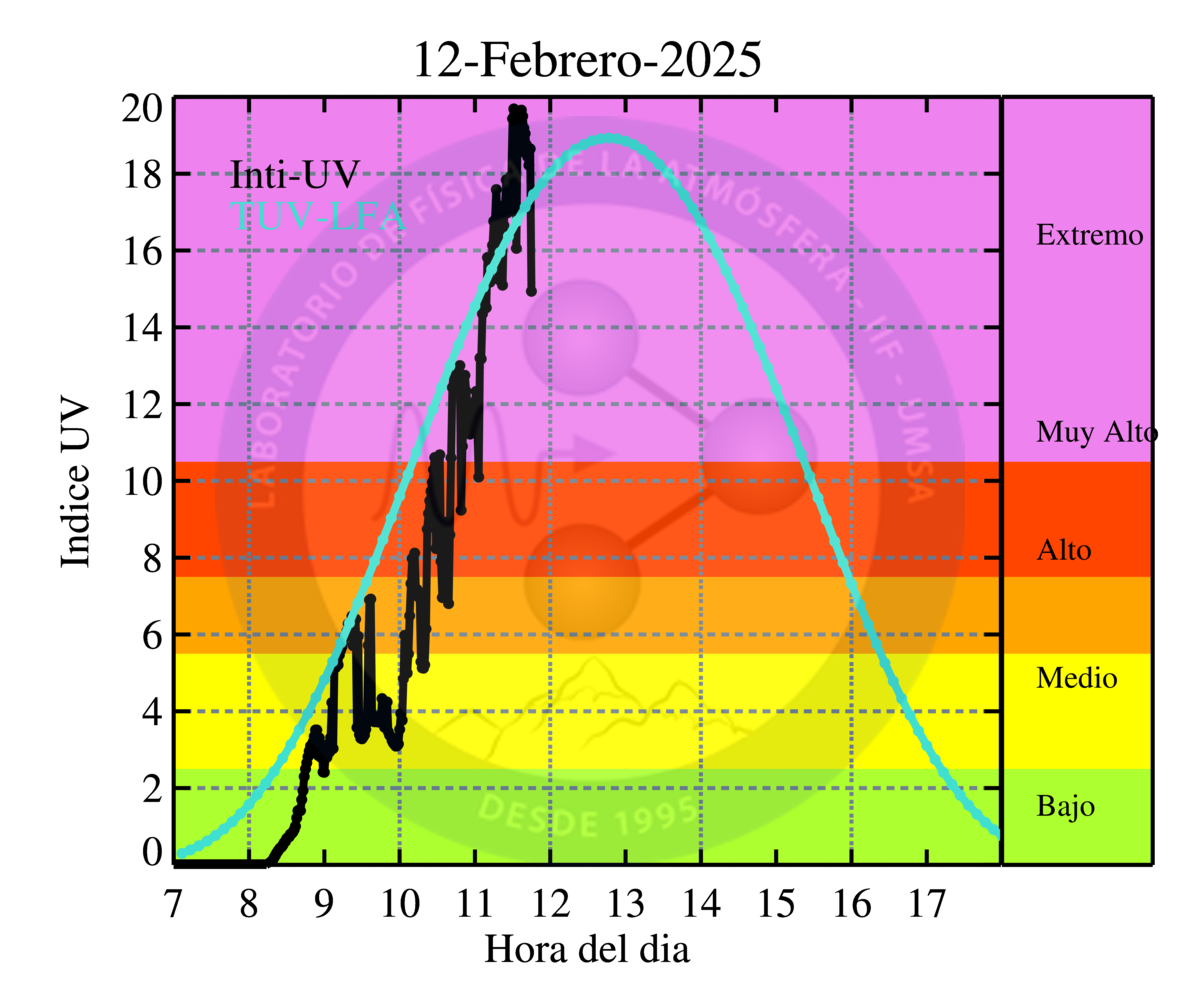 12-Febrero-2025
Inti-UV
TUV-LFA
Indice UV
20
18
16
14
12
10
8
6
4
2
0
7 8 9 10 11 12 13 14 15 16 17
Hora del dia
Extremo
Muy Alto
Alto
Medio
Bajo
LABORATORIO DE FÍSICA DE LA ATMÓSFERA - IIF - UMSA
DESDE 1995